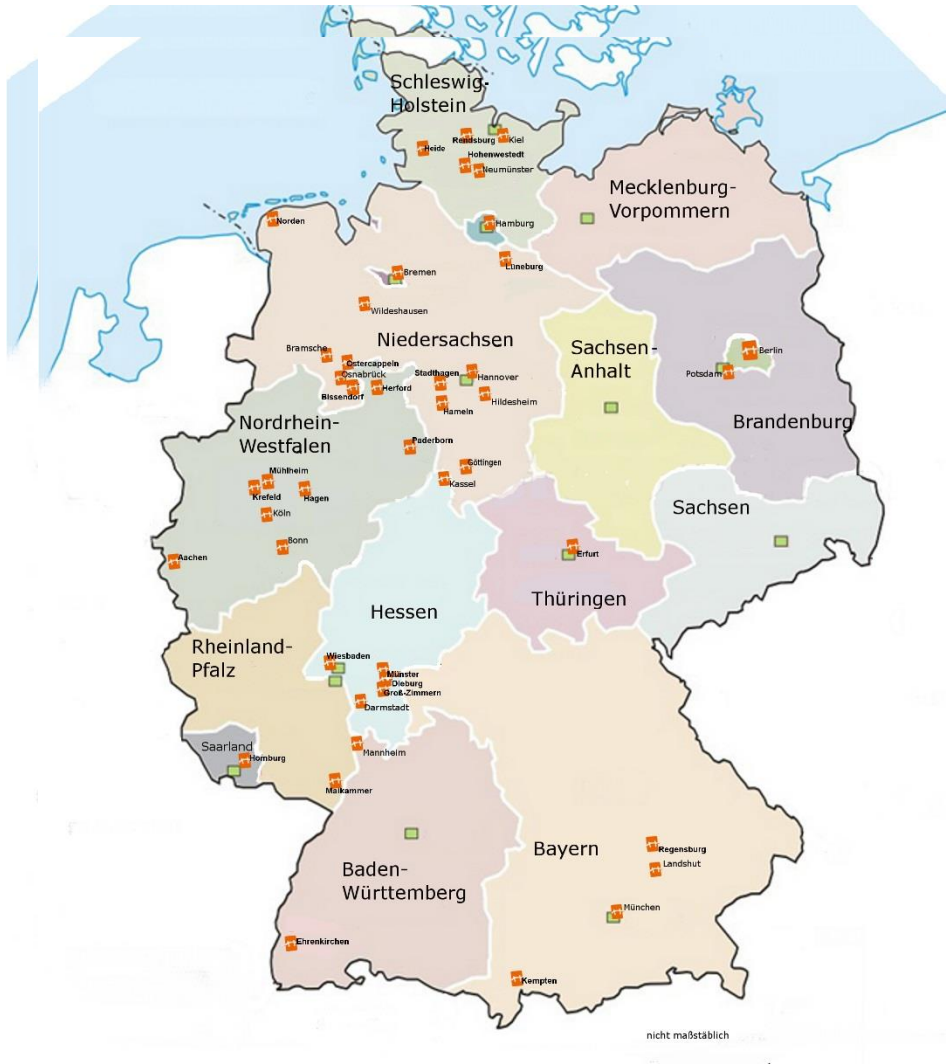 Schleswig-
Holstein
Rendsburg
Kiel
Heide
Hohenwestedt
Neumünster
Mecklenburg-
Vorpommern
Norden
Hamburg
Lüneburg
Bremen
Wildeshausen
Niedersachsen
Bramsche
Ostercappeln
Osnabrück
Bissendorf
Herford
Stadthagen
Hannover
Hildesheim
Hameln
Sachsen-
Anhalt
Berlin
Potsdam
Brandenburg
Nordrhein-
Westfalen
Paderborn
Göttingen
Kassel
Mühlheim
Krefeld
Hagen
Köln
Bonn
Aachen
Sachsen
Erfurt
Thüringen
Hessen
Rheinland-
Pfalz
Wiesbaden
Münster
Dieburg
Groß-Zimmern
Darmstadt
Saarland
Homburg
Mannheim
Maikammer
Baden-
Württemberg
Bayern
Regensburg
Landshut
München
Ehrenkirchen
Kempten
nicht maßstäblich